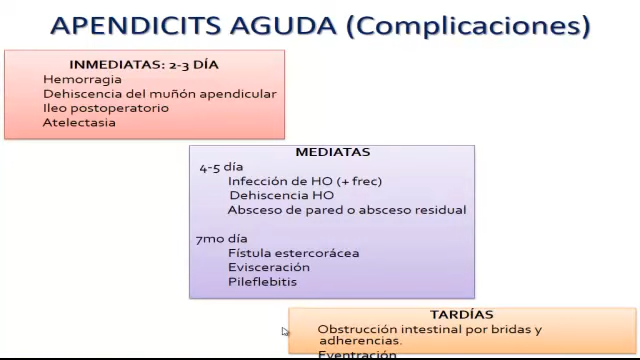 APENDICITS AGUDA (Complicaciones)
INMEDIATAS: 2-3 DÍA
Hemorragia
Dehiscencia del muñón apendicular
Ileo postoperatorio
Atelectasia
MEDIATAS
4-5 día
Infección de HO (+ frec)
Dehiscencia HO
Absceso de pared o absceso residual
7mo día
Fístula estercorácea
Evisceración
Pileflebitis
TARDÍAS
Obstrucción intestinal por bridas y
adherencias.
Eventración